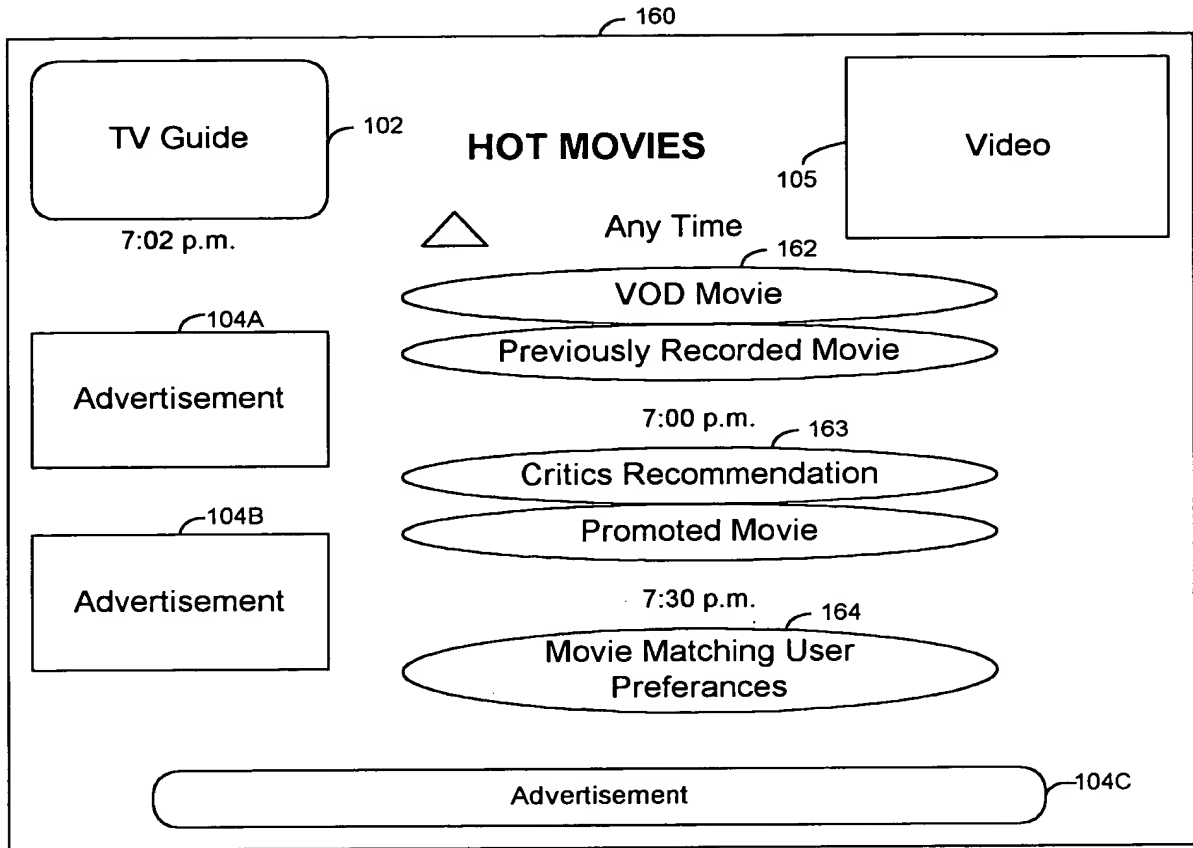 160
TV Guide
102
HOT MOVIES
105
Video
7:02 p.m.
Any Time
162
VOD Movie
Previously Recorded Movie
104A
Advertisement
7:00 p.m.
163
Critics Recommendation
Promoted Movie
104B
Advertisement
7:30 p.m.
164
Movie Matching User
Preferances
Advertisement
104C